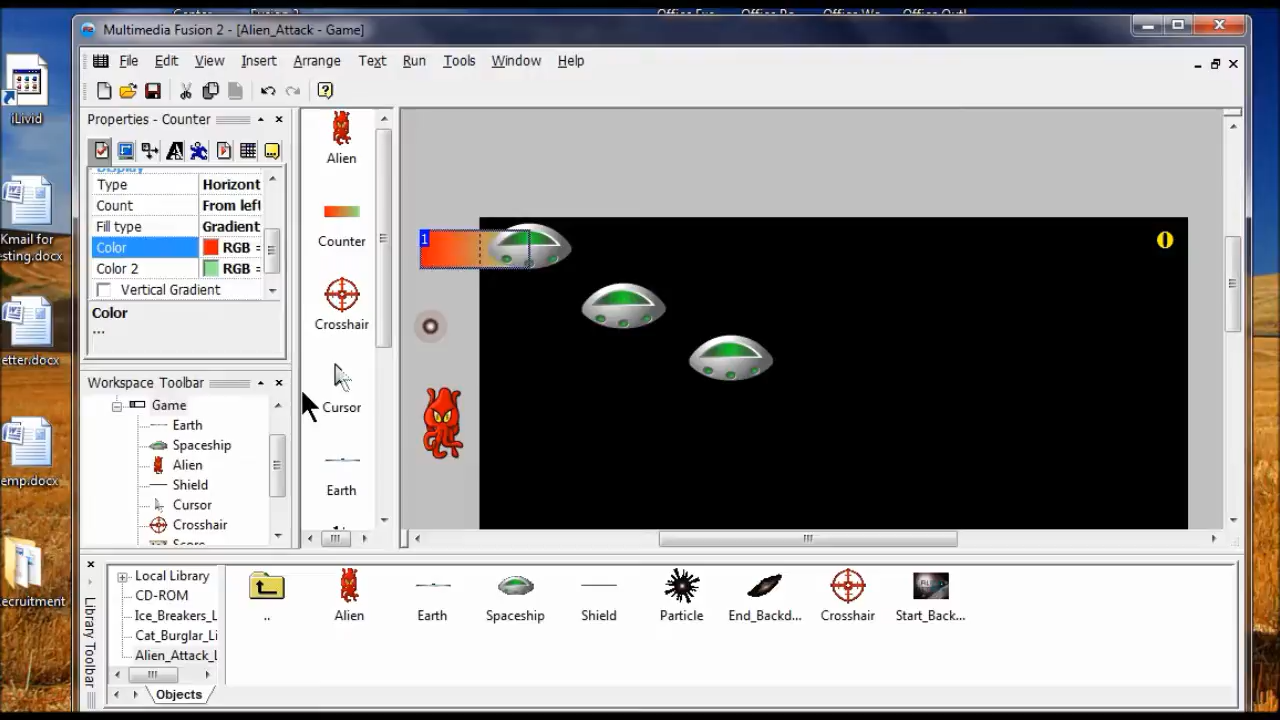 Multimedia Fusion 2 - [Alien_Attack - Game]
File Edit View Insert Arrange Text Run Tools Window Help
iLivid
Kmail for
esting.docx
etter.docx
emp.docx
ecruitment
Properties - Counter
Display
Type Horizont
Count From left
Fill type Gradient
Color RGB =
Color 2 RGB =
Vertical Gradient
Color
...
Workspace Toolbar
Game
Earth
Spaceship
Alien
Shield
Cursor
Crosshair
Score
Alien
Counter
Crosshair
Cursor
Earth
1
0
Library Toolbar
Local Library
CD-ROM
Ice_Breakers_L
Cat_Burglar_Li
Alien_Attack_L
Objects
..
Alien
Earth
Spaceship
Shield
Particle
End_Backd...
Crosshair
Start_Back...